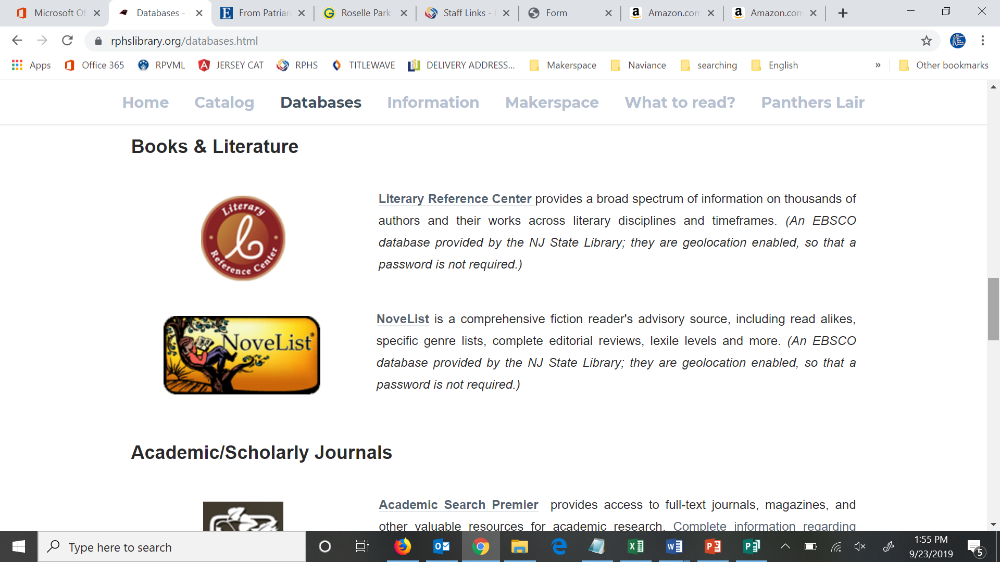 Microsoft Of
Databases -
From Patriarc
Roselle Park
Staff Links -
Form
Amazon.com
Amazon.com
rphslibrary.org/databases.html
Apps
Office 365
RPVML
JERSEY CAT
RPHS
TITLEWAVE
DELIVERY ADDRESS...
Makerspace
Naviance
searching
English
»
Other bookmarks
Home
Catalog
Databases
Information
Makerspace
What to read?
Panthers Lair
Books & Literature
Literary
Reference Center
Literary Reference Center provides a broad spectrum of information on thousands of
authors and their works across literary disciplines and timeframes. (An EBSCO
database provided by the NJ State Library; they are geolocation enabled, so that a
password is not required.)
NoveList®
NoveList is a comprehensive fiction reader's advisory source, including read alikes,
specific genre lists, complete editorial reviews, lexile levels and more. (An EBSCO
database provided by the NJ State Library; they are geolocation enabled, so that a
password is not required.)
Academic/Scholarly Journals
Academic Search Premier provides access to full-text journals, magazines, and
other valuable resources for academic research. Complete information regarding
Type here to search
1:55 PM
9/23/2019
5